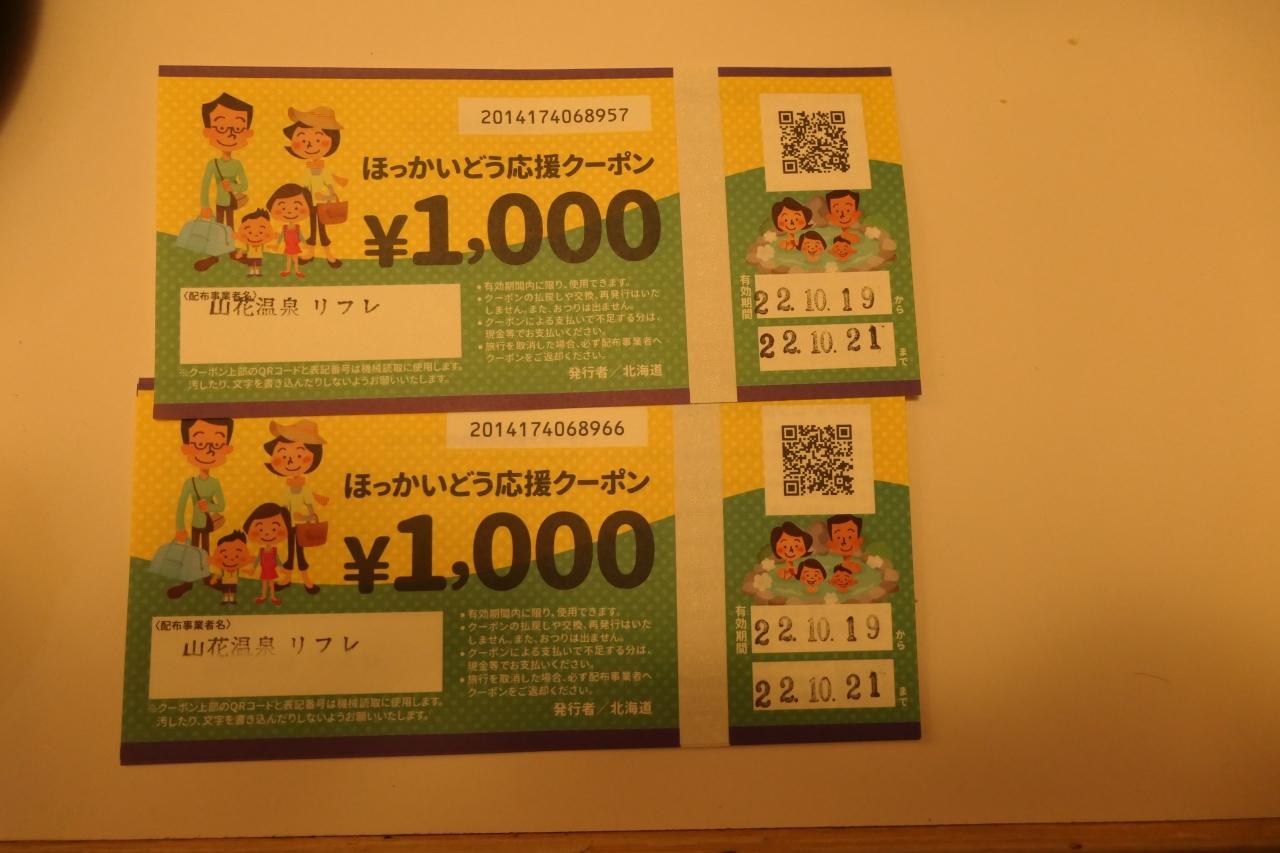 2014174068957
ほっかいどう応援クーポン
¥1,000
〈配布事業者名〉
山花温泉 リフレ
●有効期間内に限り、使用できます。
●クーポンの払戻しや交換、再発行はいた
しません。また、おつりは出ません。
●クーポンによる支払いで不足する分は、
現金等でお支払いください。
●旅行を取消した場合、必ず配布事業者へ
クーポンをご返却ください。
※クーポン上部のQRコードと表記番号は機械読取に使用します。
汚したり、文字を書き込んだりしないようお願いいたします。
発行者／北海道
有効期間
22.10.19 から
22.10.21 まで
2014174068966
ほっかいどう応援クーポン
¥1,000
〈配布事業者名〉
山花温泉 リフレ
●有効期間内に限り、使用できます。
●クーポンの払戻しや交換、再発行はいた
しません。また、おつりは出ません。
●クーポンによる支払いで不足する分は、
現金等でお支払いください。
●旅行を取消した場合、必ず配布事業者へ
クーポンをご返却ください。
※クーポン上部のQRコードと表記番号は機械読取に使用します。
汚したり、文字を書き込んだりしないようお願いいたします。
発行者／北海道
有効期間
22.10.19 から
22.10.21 まで